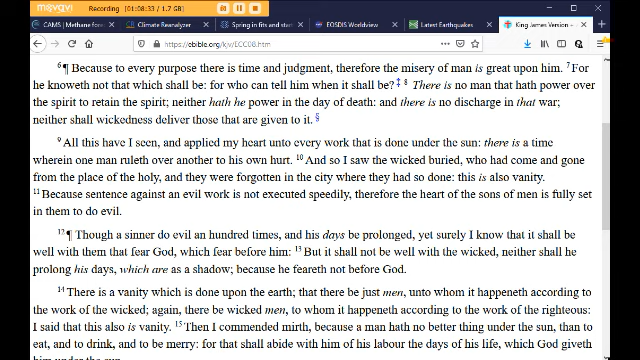 movavi
01:08:33 / 1.7 GB
CAMS | Methane fore
Climate Reanalyzer
Spring in fits and star
EOSDIS Worldview
Latest Earthquakes
King James Version +
https://ebible.org/kjv/ECC08.htm
6 ¶ Because to every purpose there is time and judgment, therefore the misery of man is great upon him. 7 For
he knoweth not that which shall be: for who can tell him when it shall be? ‡ 8 There is no man that hath power over
the spirit to retain the spirit; neither hath he power in the day of death: and there is no discharge in that war;
neither shall wickedness deliver those that are given to it. §
9 All this have I seen, and applied my heart unto every work that is done under the sun: there is a time
wherein one man ruleth over another to his own hurt. 10 And so I saw the wicked buried, who had come and gone
from the place of the holy, and they were forgotten in the city where they had so done: this is also vanity.
11 Because sentence against an evil work is not executed speedily, therefore the heart of the sons of men is fully set
in them to do evil.
12 ¶ Though a sinner do evil an hundred times, and his days be prolonged, yet surely I know that it shall be
well with them that fear God, which fear before him: 13 But it shall not be well with the wicked, neither shall he
prolong his days, which are as a shadow; because he feareth not before God.
14 There is a vanity which is done upon the earth; that there be just men, unto whom it happeneth according to
the work of the wicked; again, there be wicked men, to whom it happeneth according to the work of the righteous:
I said that this also is vanity. 15 Then I commended mirth, because a man hath no better thing under the sun, than to
eat, and to drink, and to be merry: for that shall abide with him of his labour the days of his life, which God giveth
him under the sun.